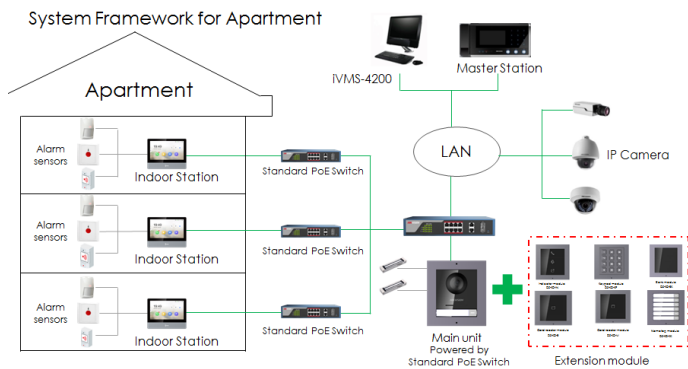 System Framework for Apartment
iVMS-4200
Master Station
Apartment
LAN
IP Camera
Alarm
sensors
Indoor Station
Standard PoE Switch
Alarm
sensors
Indoor Station
Standard PoE Switch
Alarm
sensors
Indoor Station
Standard PoE Switch
Main unit
Powered by
Standard PoE Switch
Extension module